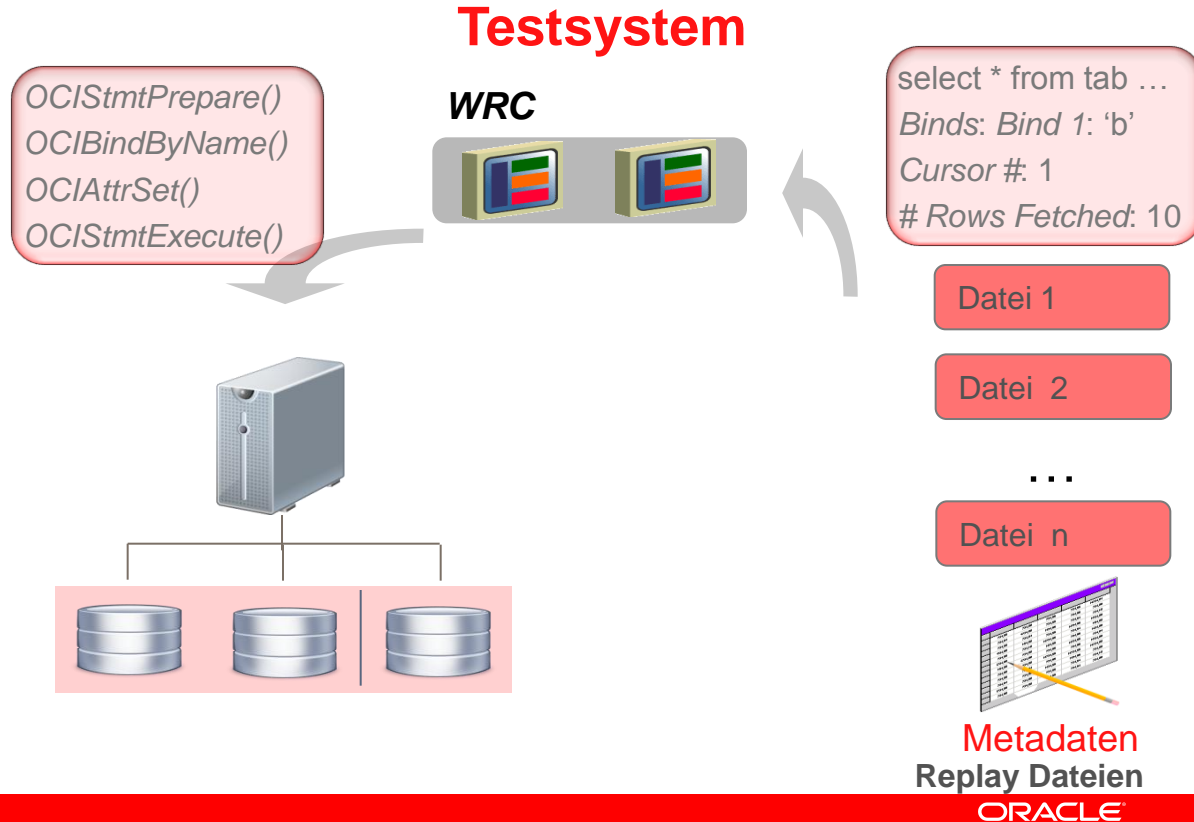 Testsystem
OCIStmtPrepare()
OCIBindByName()
OCIAttrSet()
OCIStmtExecute()
WRC
select * from tab …
Binds: Bind 1: ‘b’
Cursor #: 1
# Rows Fetched: 10
Datei 1
Datei 2
…
Datei n
Metadaten
Replay Dateien
ORACLE